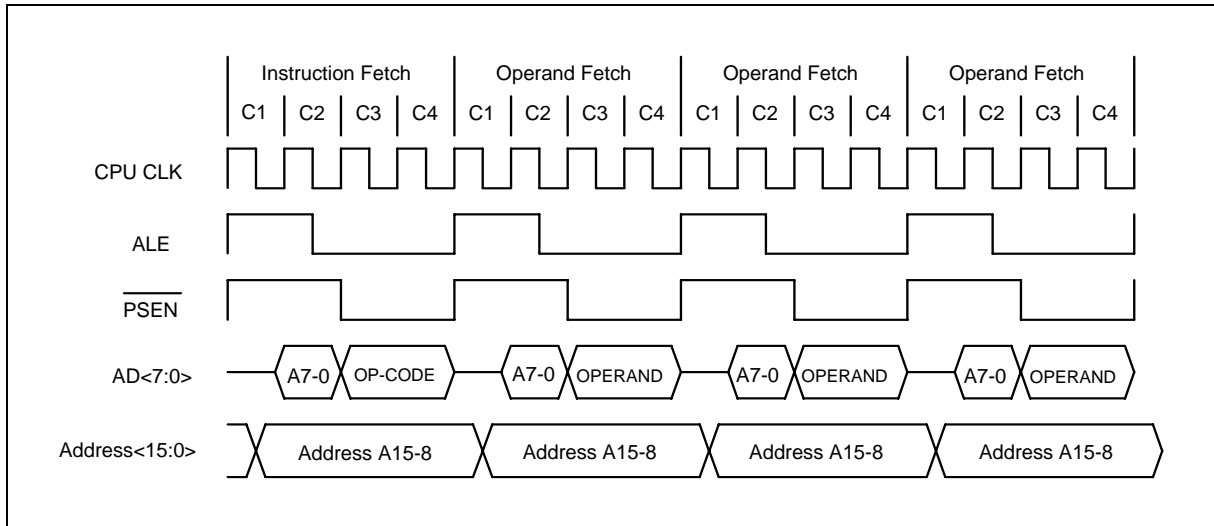 Instruction Fetch Operand Fetch Operand Fetch Operand Fetch
C1 C2 C3 C4 C1 C2 C3 C4 C1 C2 C3 C4 C1 C2 C3 C4
CPU CLK
ALE
PSEN
AD<7:0> A7-0 OP-CODE A7-0 OPERAND A7-0 OPERAND A7-0 OPERAND
Address<15:0> Address A15-8 Address A15-8 Address A15-8 Address A15-8